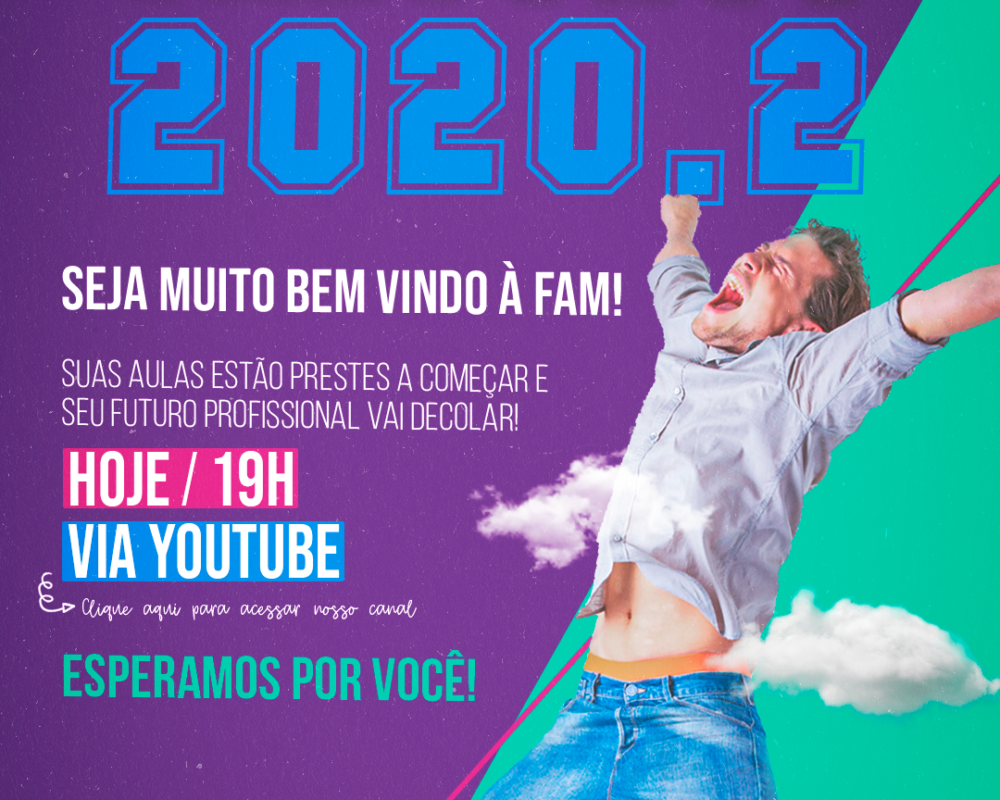 2020.2
SEJA MUITO BEM VINDO À FAM!
SUAS AULAS ESTÃO PRESTES A COMEÇAR E
SEU FUTURO PROFISSIONAL VAI DECOLAR!
HOJE / 19H
VIA YOUTUBE
Clique aqui para acessar nosso canal
ESPERAMOS POR VOCÊ!